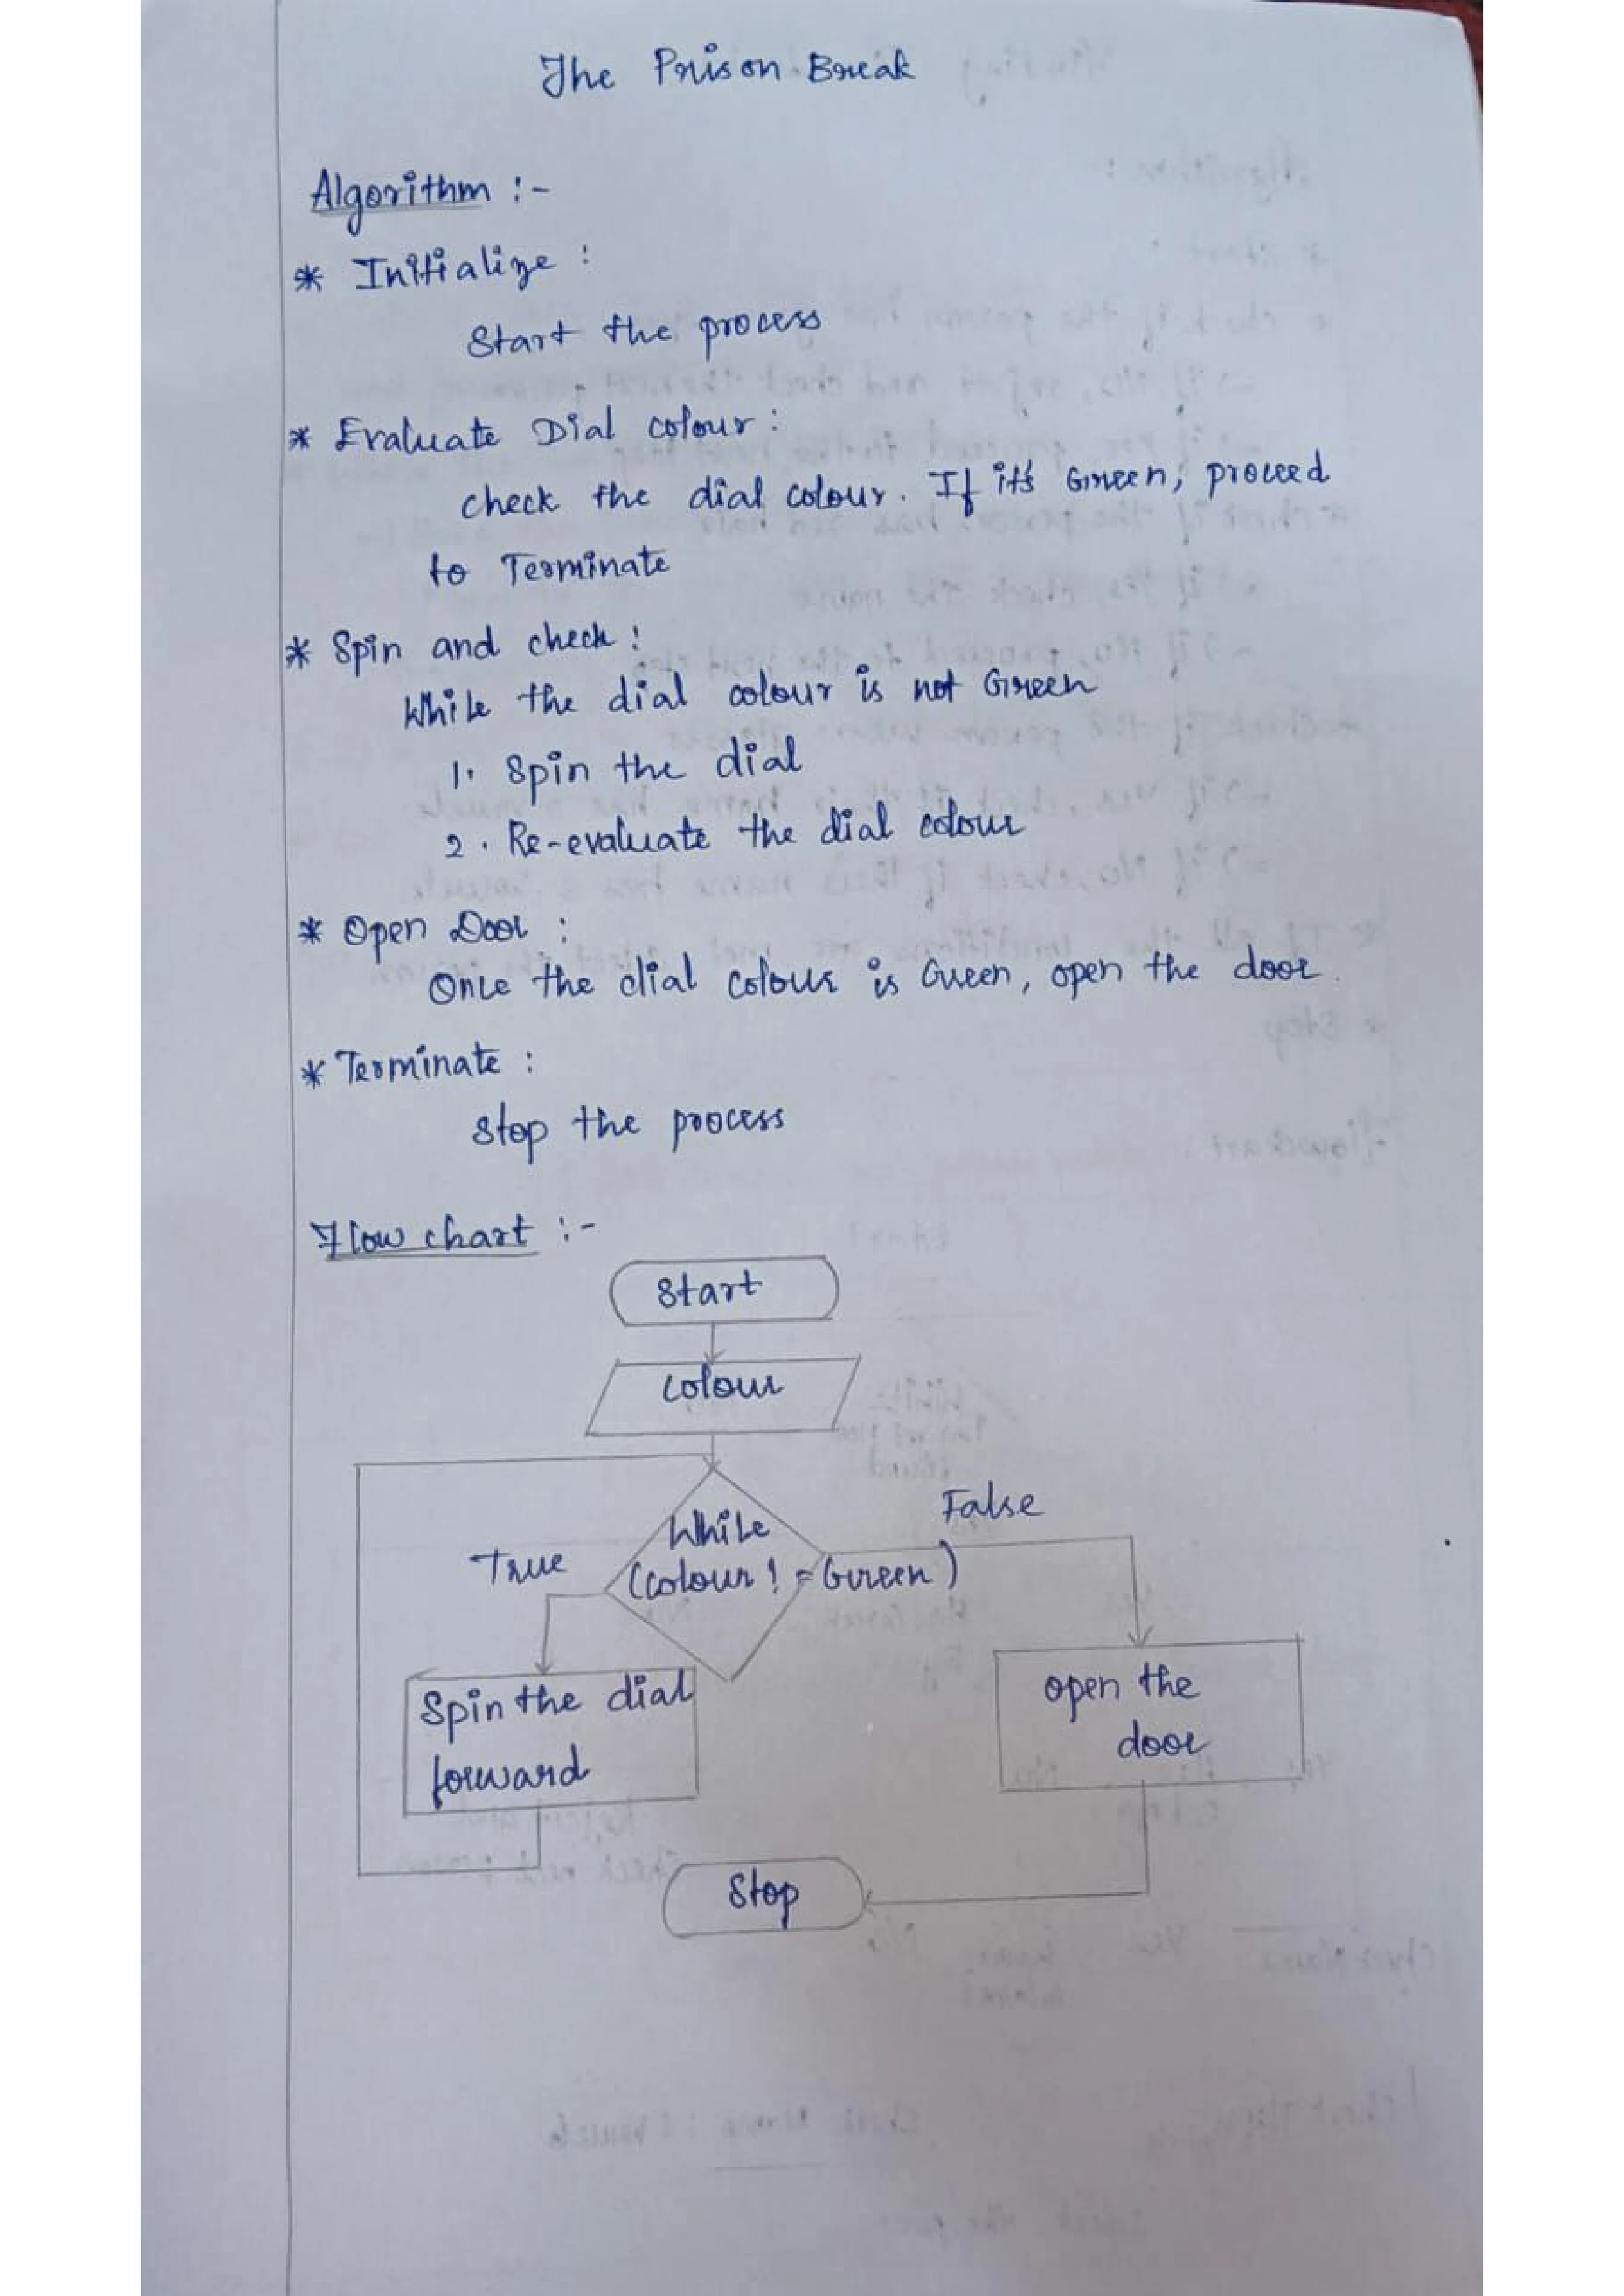 The Prison Break
Algorithm :-
* Initialize :
Start the process
* Evaluate Dial colour :
check the dial colour. If it's Green, proceed
to Terminate
* Spin and check :
While the dial colour is not Green
1. Spin the dial
2. Re-evaluate the dial colour
* Open Door :
Once the dial colour is Green, open the door.
* Terminate :
Stop the process
Flow chart :-
Start
colour
While
(colour != Green)
True
False
Spin the dial
forward
open the
door
Stop